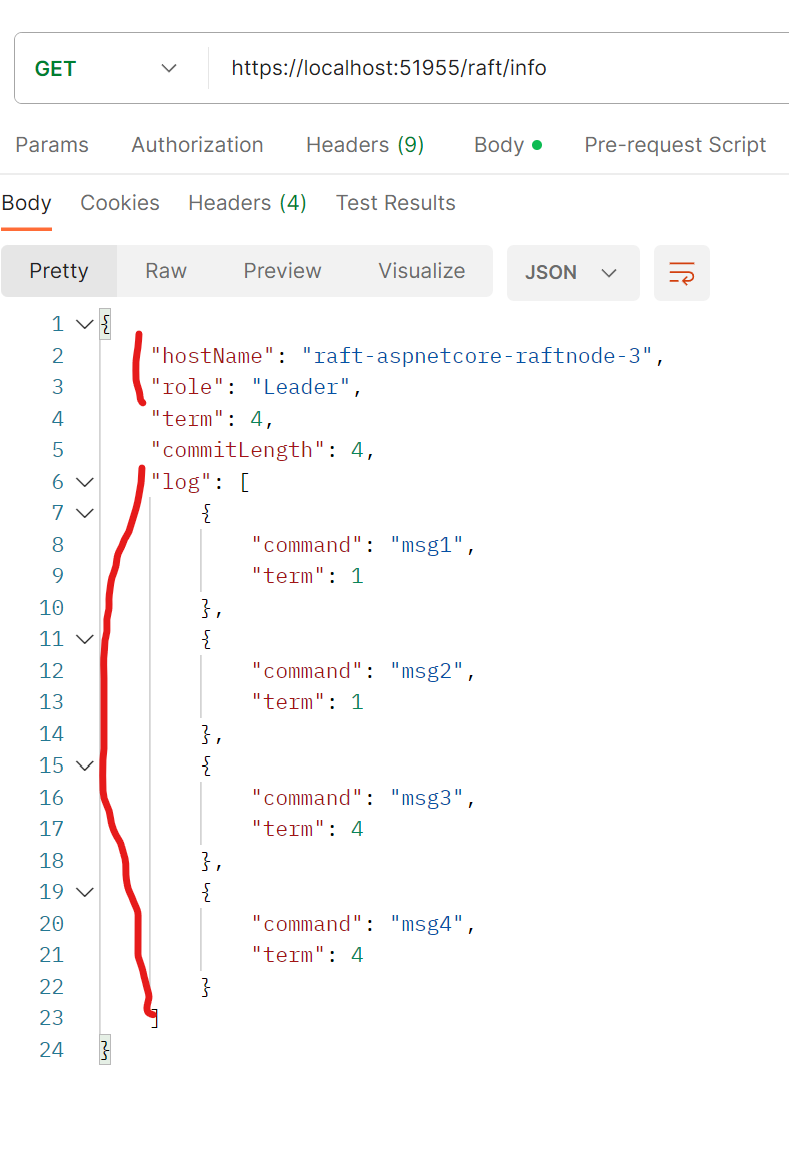 GET https://localhost:51955/raft/info
Params Authorization Headers (9) Body Pre-request Script
Body Cookies Headers (4) Test Results
Pretty Raw Preview Visualize JSON
1 {
2 "hostName": "raft-aspnetcore-raftnode-3",
3 "role": "Leader",
4 "term": 4,
5 "commitLength": 4,
6 "log": [
7 {
8 "command": "msg1",
9 "term": 1
10 },
11 {
12 "command": "msg2",
13 "term": 1
14 },
15 {
16 "command": "msg3",
17 "term": 4
18 },
19 {
20 "command": "msg4",
21 "term": 4
22 }
23 ]
24 }